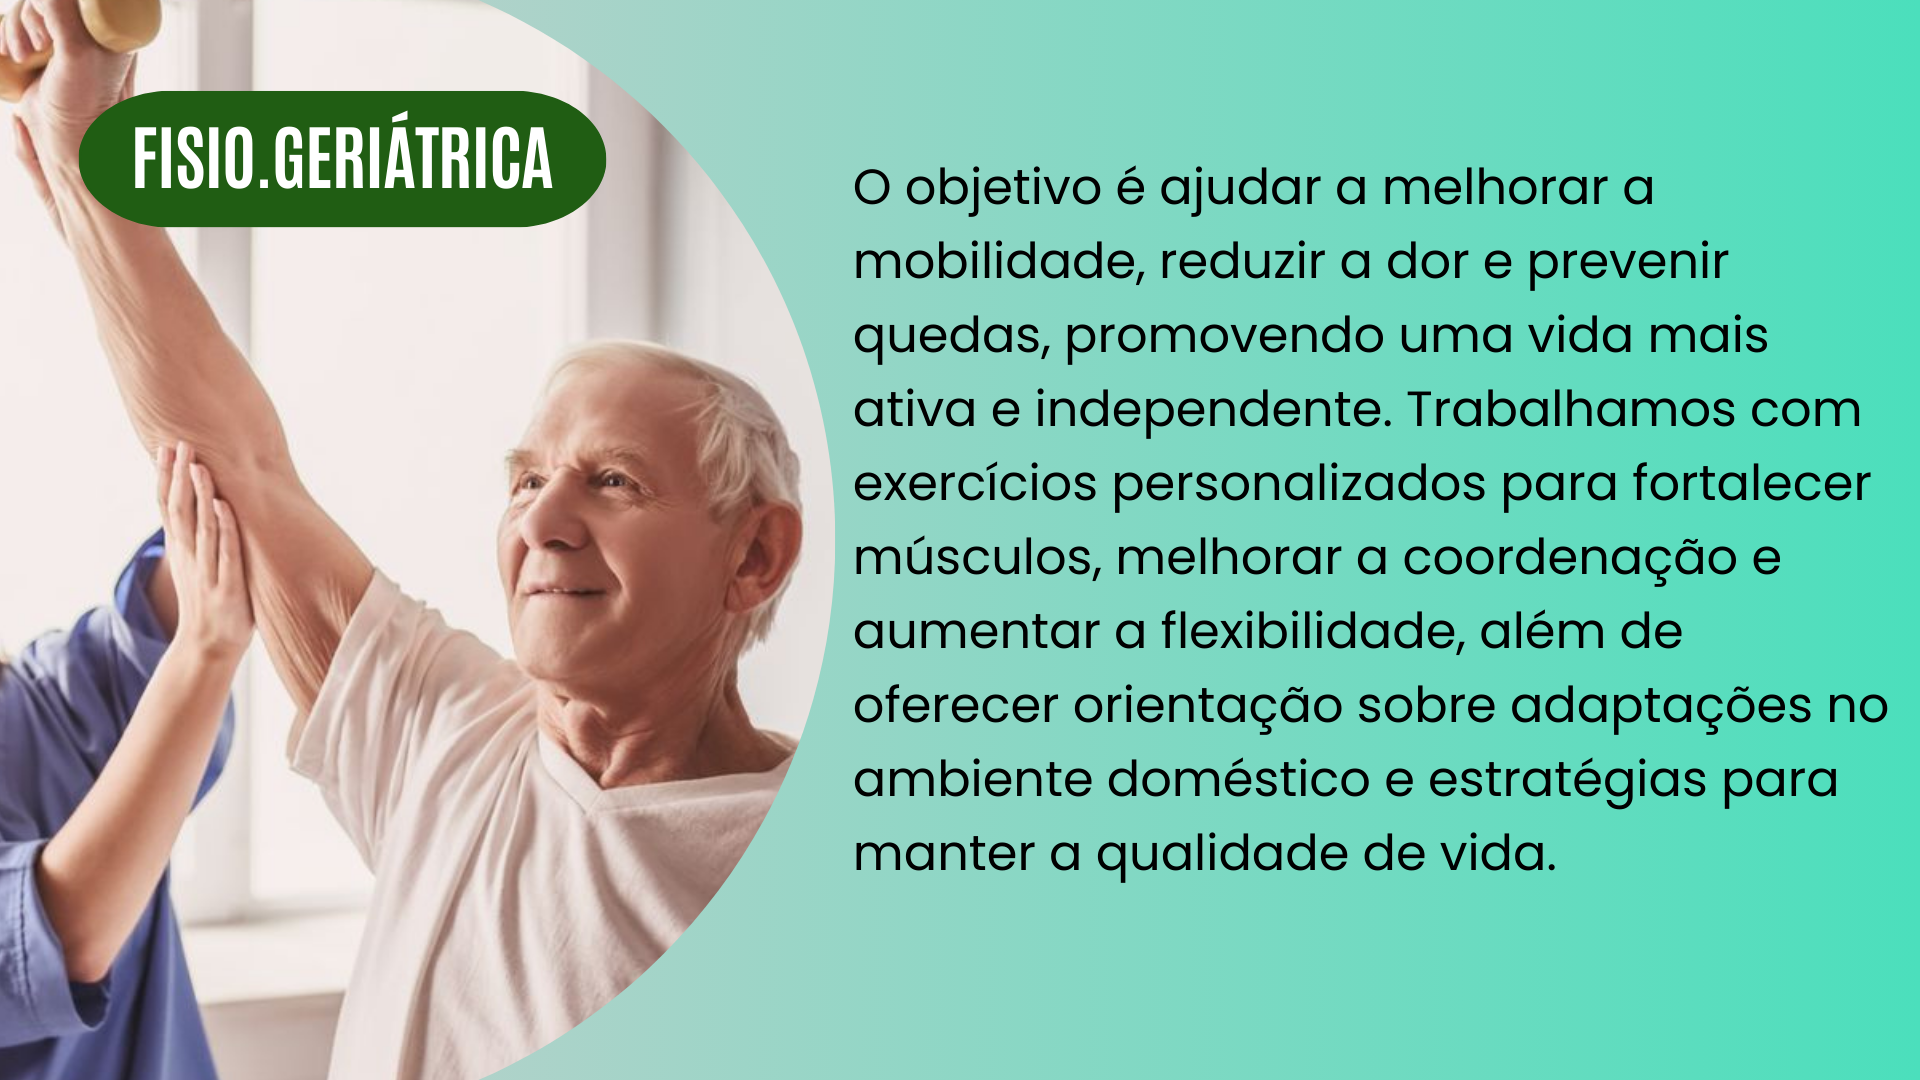 FISIO.GERIÁTRICA
O objetivo é ajudar a melhorar a
mobilidade, reduzir a dor e prevenir
quedas, promovendo uma vida mais
ativa e independente. Trabalhamos com
exercícios personalizados para fortalecer
músculos, melhorar a coordenação e
aumentar a flexibilidade, além de
oferecer orientação sobre adaptações no
ambiente doméstico e estratégias para
manter a qualidade de vida.